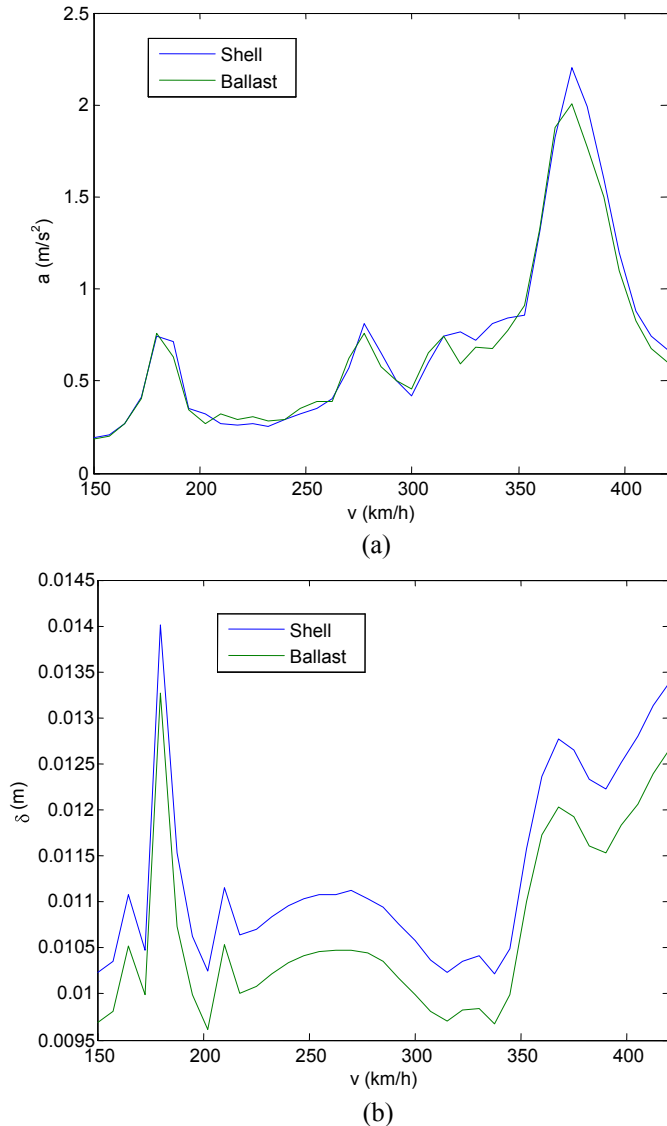 2.5
2
1.5
1
0.5
0
a (m/s²)
Shell
Ballast
150 200 250 300 350 400
v (km/h)
(a)
0.0145
0.014
0.0135
0.013
0.0125
0.012
0.0115
0.011
0.0105
0.01
0.0095
δ (m)
Shell
Ballast
150 200 250 300 350 400
v (km/h)
(b)